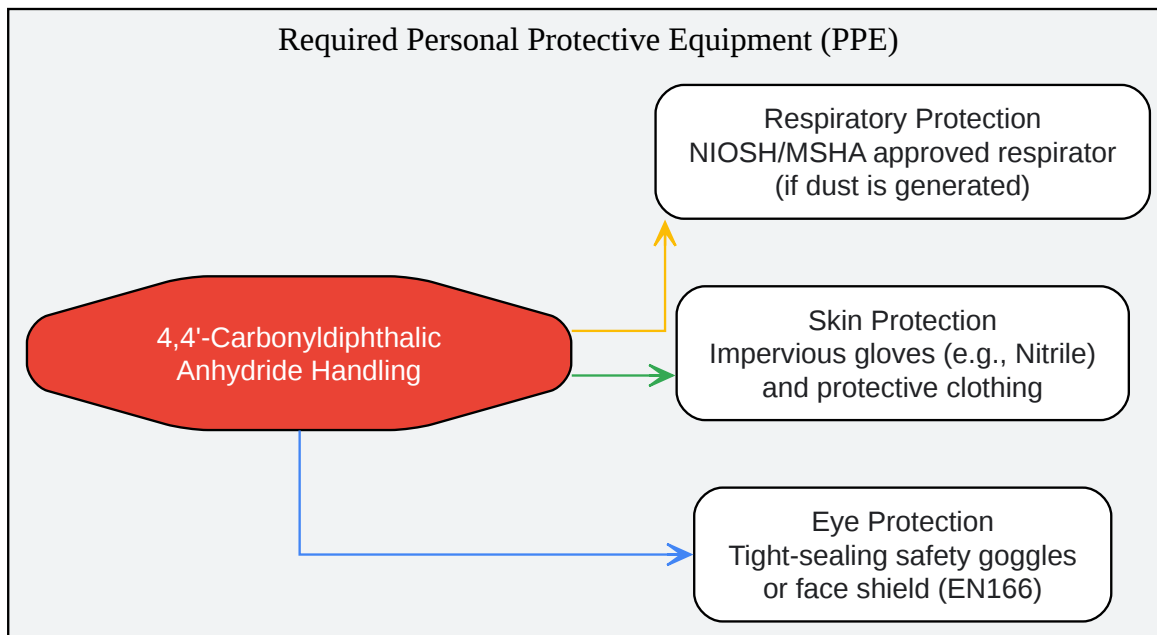 Required Personal Protective Equipment (PPE)
Respiratory Protection
NIOSH/MSHA approved respirator
(if dust is generated)
4,4'-Carbonyldiphthalic
Anhydride Handling
Skin Protection
Impervious gloves (e.g., Nitrile)
and protective clothing
Eye Protection
Tight-sealing safety goggles
or face shield (EN166)